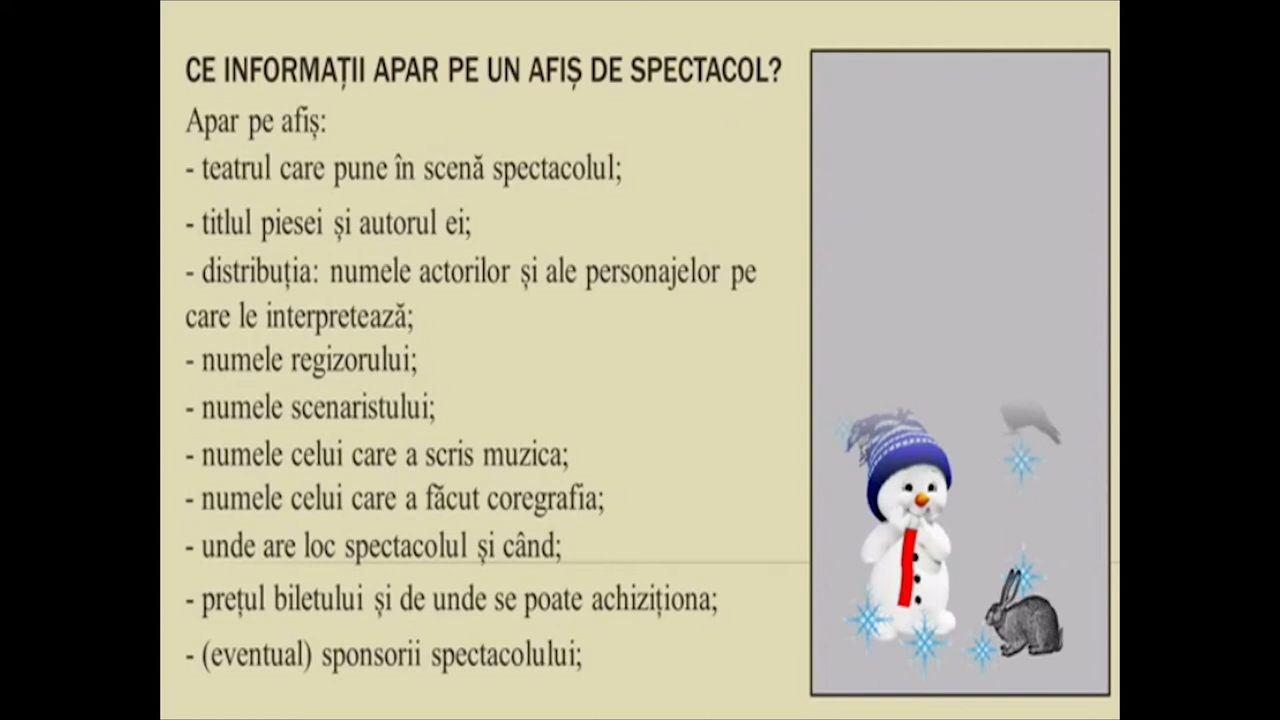 CE INFORMAȚII APAR PE UN AFIȘ DE SPECTACOL?
Apar pe afiș:
- teatrul care pune în scenă spectacolul;
- titlul piesei și autorul ei;
- distribuția: numele actorilor și ale personajelor pe
care le interpretează;
- numele regizorului;
- numele scenaristului;
- numele celui care a scris muzica;
- numele celui care a făcut coregrafia;
- unde are loc spectacolul și când;
- prețul biletului și de unde se poate achiziționa;
- (eventual) sponsorii spectacolului;